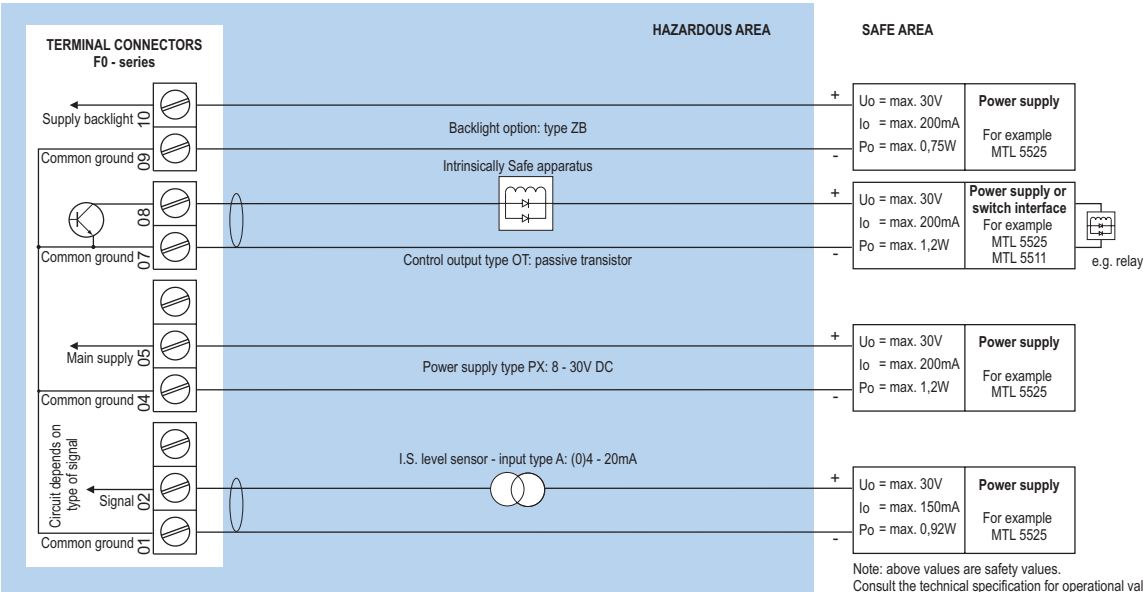 HAZARDOUS AREA
SAFE AREA
TERMINAL CONNECTORS
F0 - series
Supply backlight
10
Common ground
09
Backlight option: type ZB
+
-
Uo = max. 30V
Io = max. 200mA
Po = max. 0,75W
Power supply
For example
MTL 5525
Intrinsically Safe apparatus
08
Common ground
07
Control output type OT: passive transistor
+
-
Uo = max. 30V
Io = max. 200mA
Po = max. 1,2W
Power supply or
switch interface
For example
MTL 5525
MTL 5511
e.g. relay
Main supply
05
Common ground
04
Power supply type PX: 8 - 30V DC
+
-
Uo = max. 30V
Io = max. 200mA
Po = max. 1,2W
Power supply
For example
MTL 5525
Circuit depends on
type of signal
Signal
02
Common ground
01
I.S. level sensor - input type A: (0)4 - 20mA
+
-
Uo = max. 30V
Io = max. 150mA
Po = max. 0,92W
Power supply
For example
MTL 5525
Note: above values are safety values.
Consult the technical specification for operational val